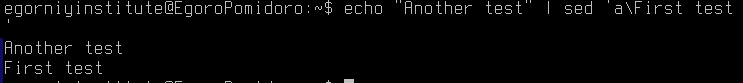 egorniyinstitute@EgoroPomidoro:~$ echo "Another test" | sed 'a\First test
'
Another test
First test